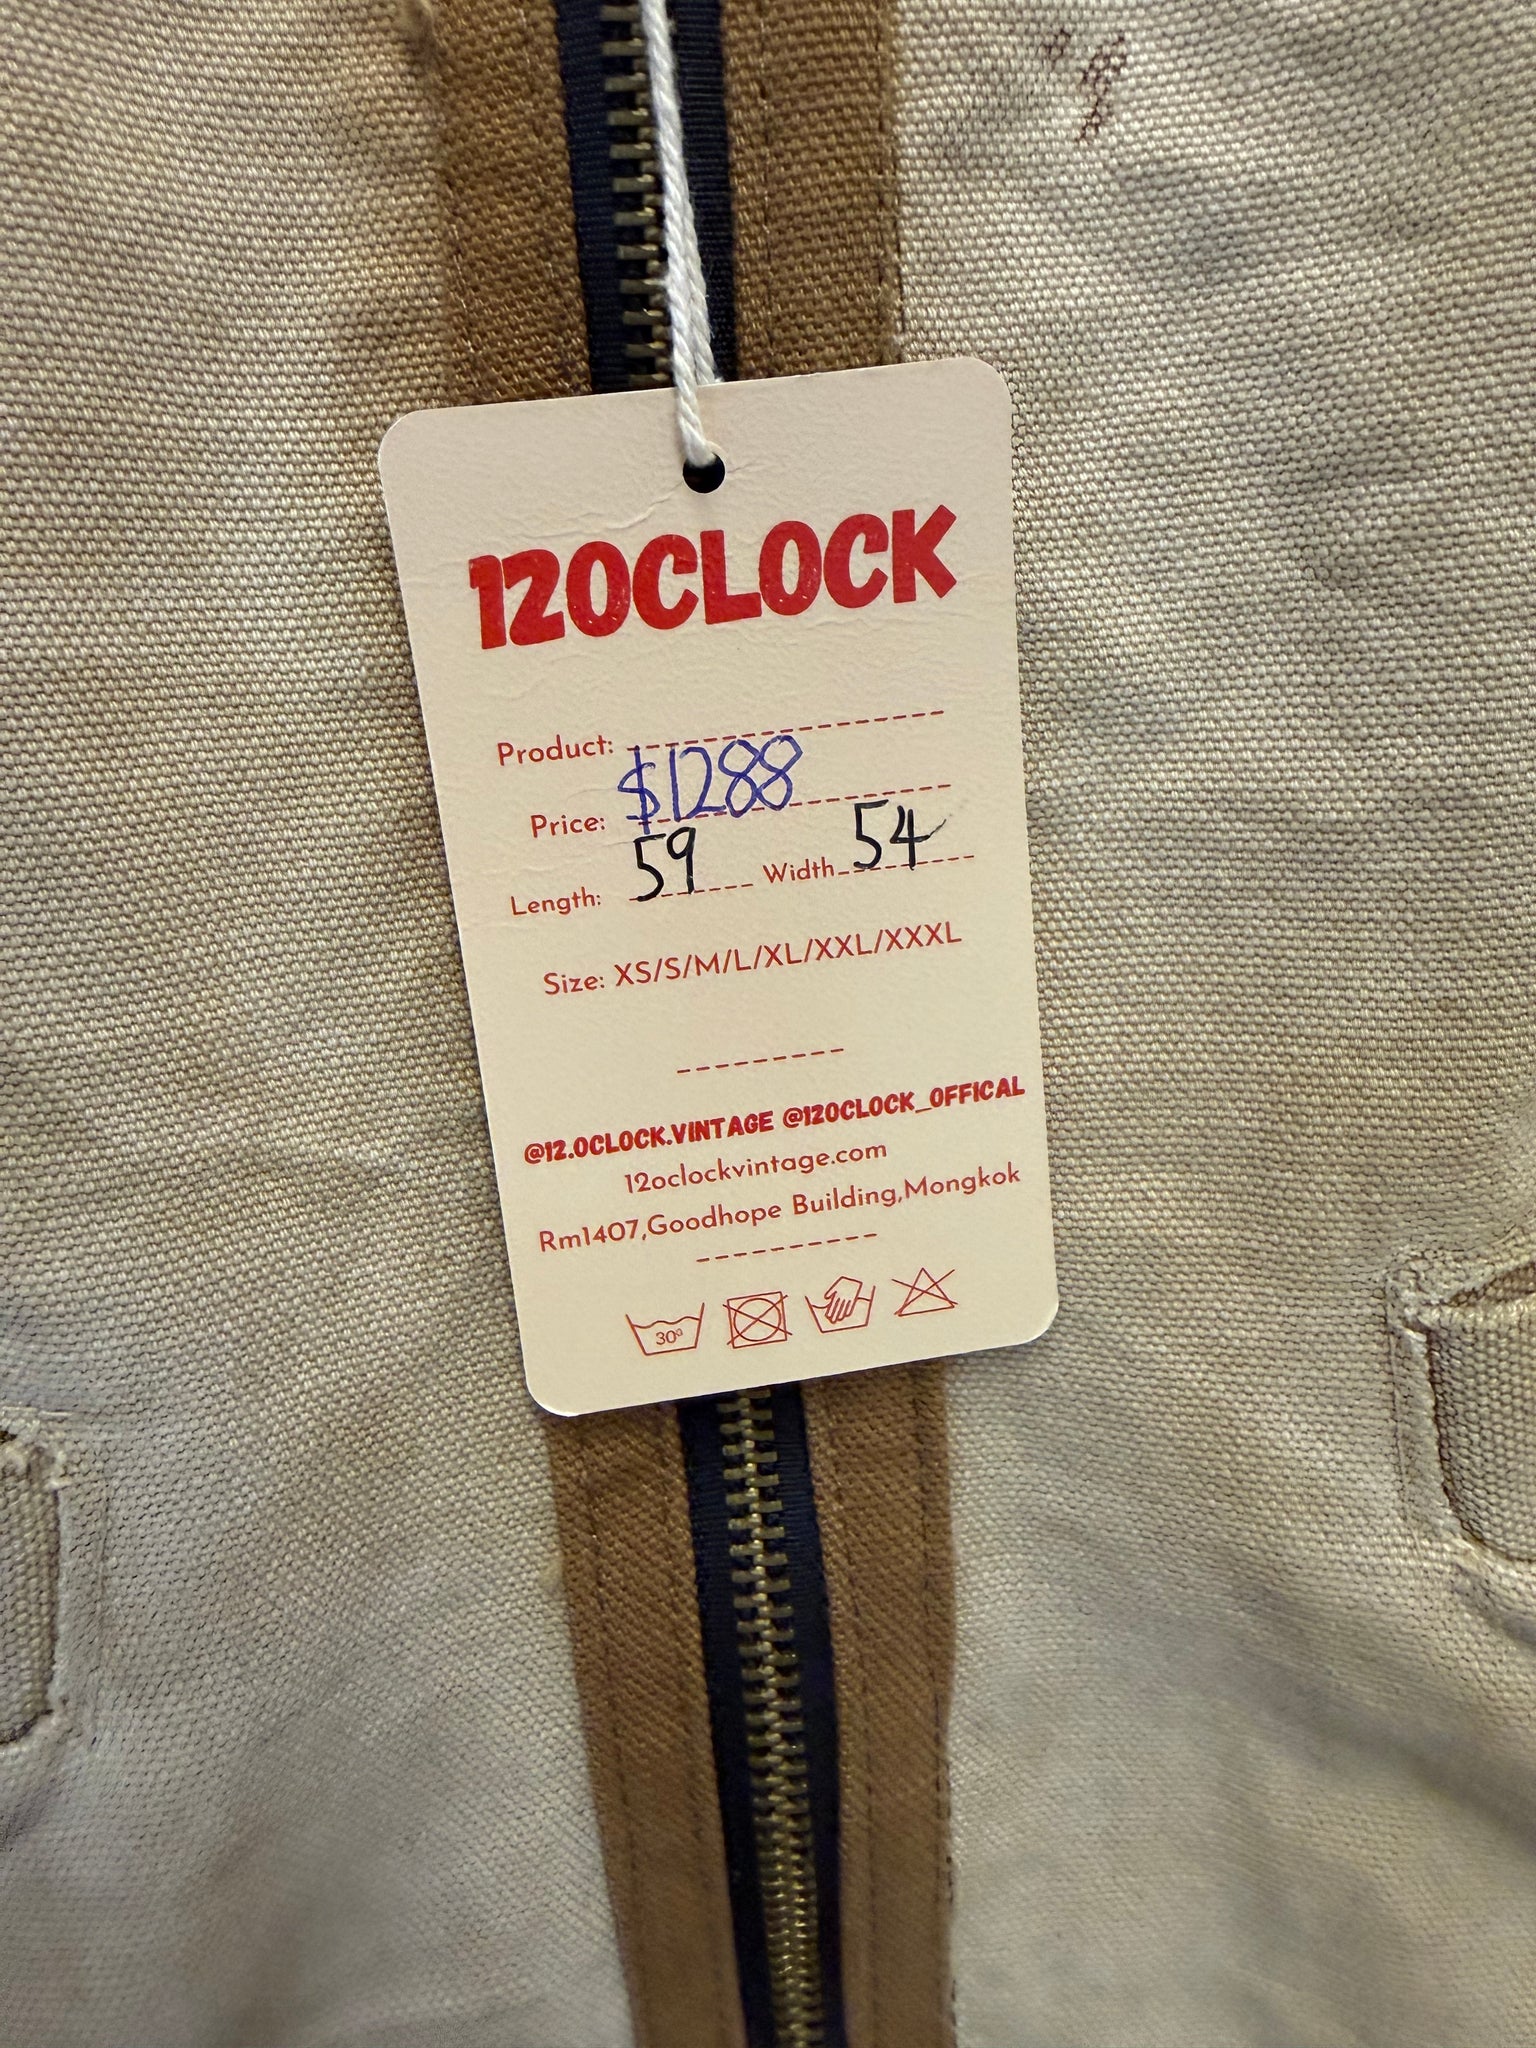 12OCLOCK
Product:
Price: $1288
Length: 59 Width 54
Size: XS/S/M/L/XL/XXL/XXXL
@12.OCLOCK.VINTAGE @12OCLOCK_OFFICAL
12oclockvintage.com
Rm1407,Goodhope Building,Mongkok
30º